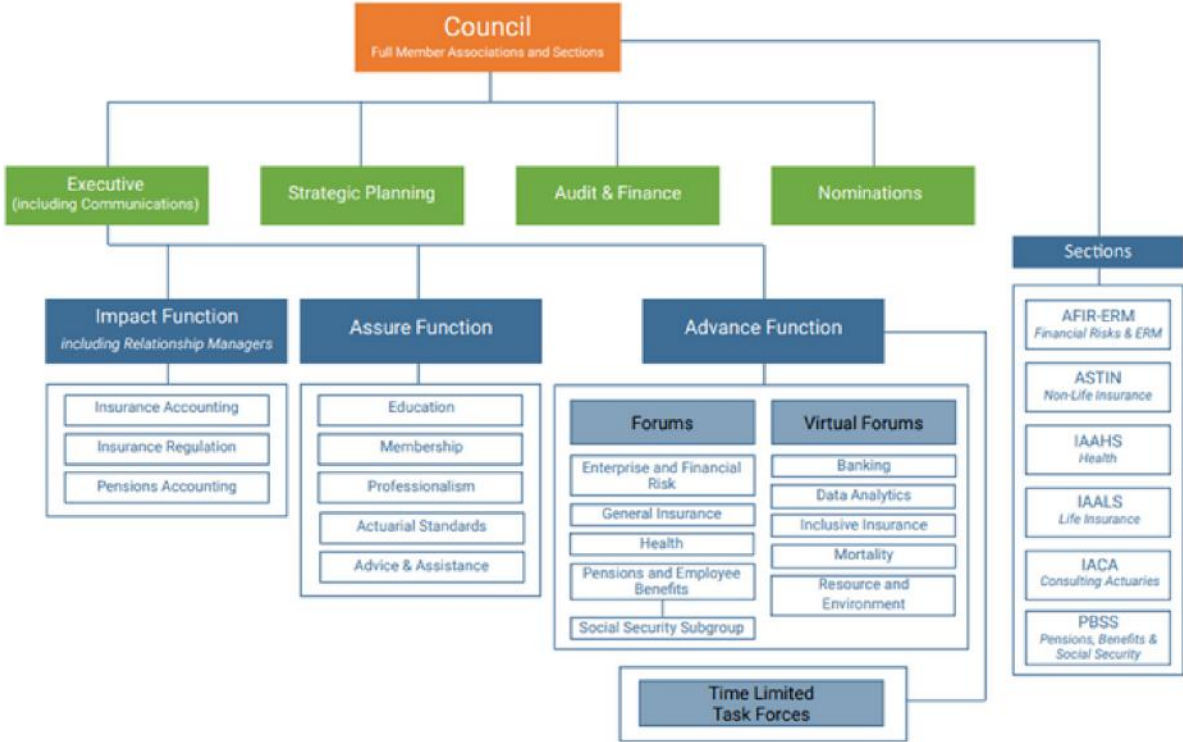 Council
Full Member Associations and Sections
Executive
(including Communications)
Strategic Planning
Audit & Finance
Nominations
Sections
Impact Function
including Relationship Managers
Assure Function
Advance Function
Insurance Accounting
Insurance Regulation
Pensions Accounting
Education
Membership
Professionalism
Actuarial Standards
Advice & Assistance
Forums
Enterprise and Financial
Risk
General Insurance
Health
Pensions and Employee
Benefits
Social Security Subgroup
Virtual Forums
Banking
Data Analytics
Inclusive Insurance
Mortality
Resource and
Environment
Time Limited
Task Forces
AFIR-ERM
Financial Risks & ERM
ASTIN
Non-Life Insurance
IAAHS
Health
IAALS
Life Insurance
IACA
Consulting Actuaries
PBSS
Pensions, Benefits &
Social Security